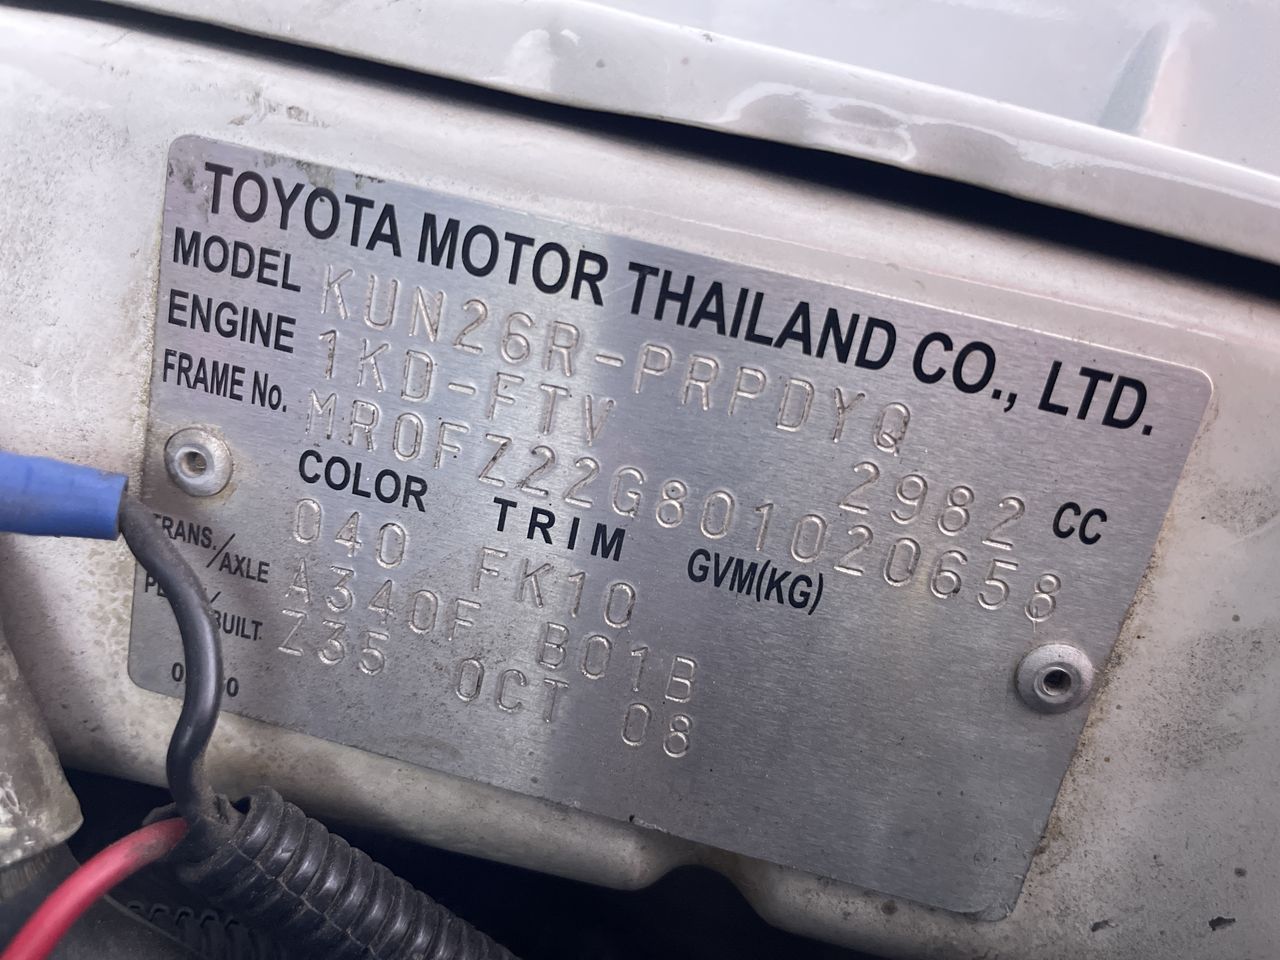 TOYOTA MOTOR THAILAND CO., LTD.
MODEL KUN26R-PRPDYQ
ENGINE 1KD-FTV 2982 CC
FRAME No. MR0FZ22G801020658
COLOR TRIM GVM(KG)
040 FK10
TRANS./AXLE A340F B01B
BUILT Z35 OCT 08